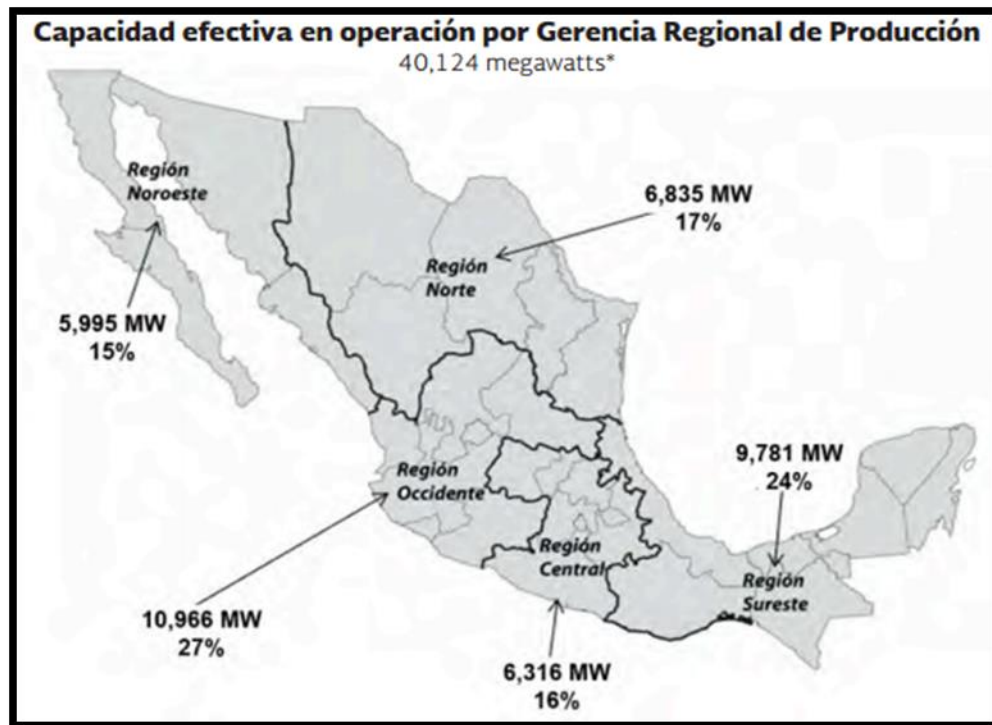 Capacidad efectiva en operación por Gerencia Regional de Producción
40,124 megawatts*
Región
Noroeste
6,835 MW
17%
Región
Norte
5,995 MW
15%
9,781 MW
24%
Región
Occidente
Región
Central
Región
Sureste
10,966 MW
27%
6,316 MW
16%